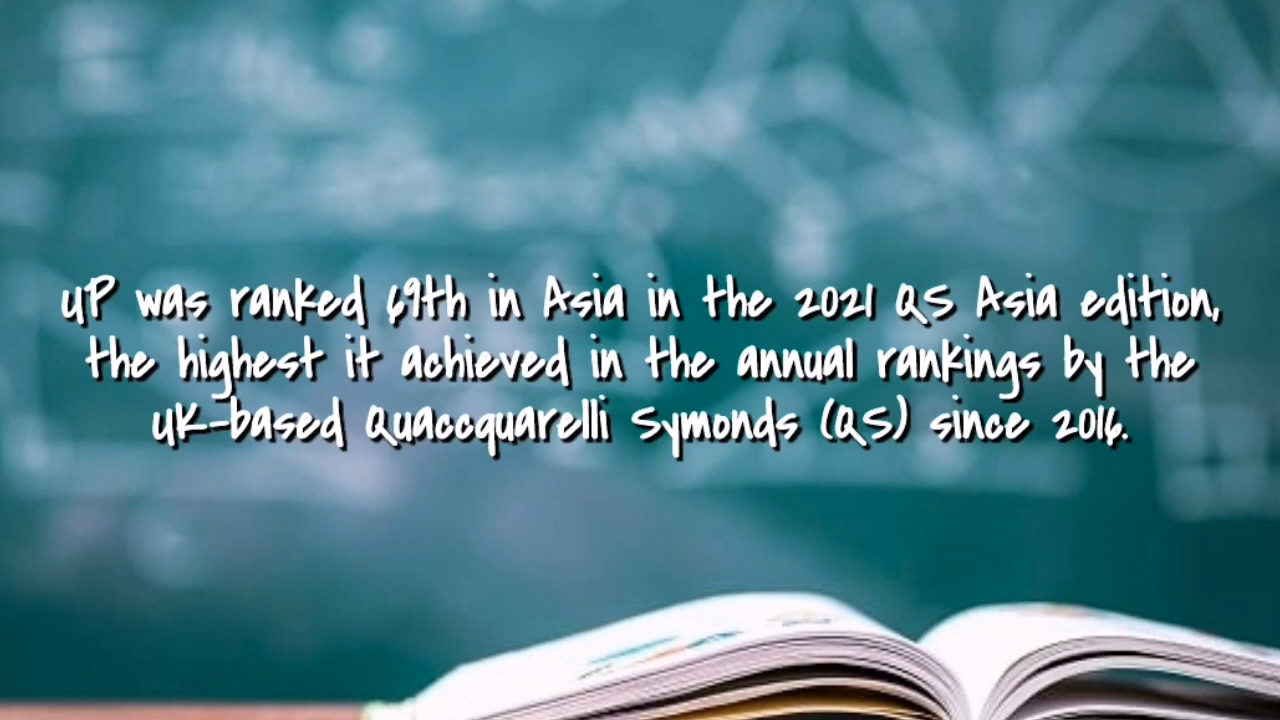 UP was ranked 69th in Asia in the 2021 QS Asia edition,
the highest it achieved in the annual rankings by the
UK-based Quaccquarelli Symonds (QS) since 2016.